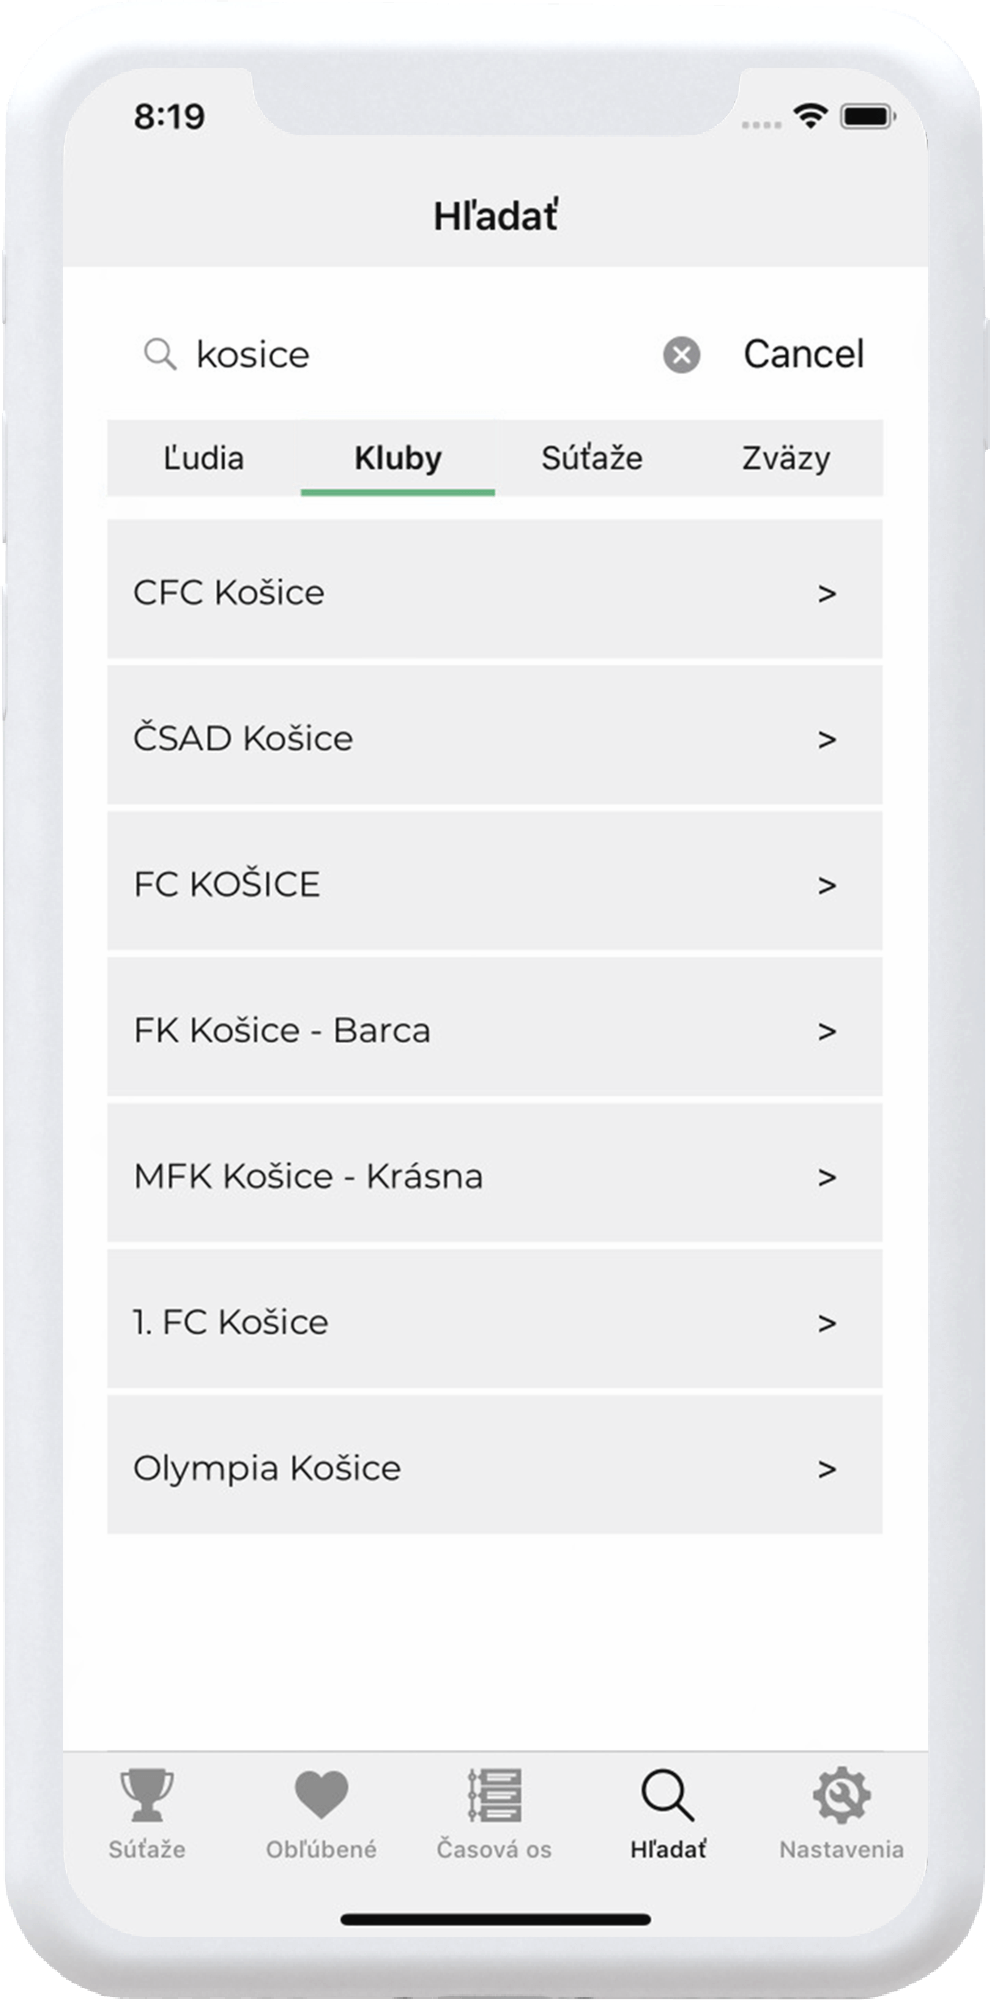 8:19
Hľadať
kosice
Cancel
Ľudia Kluby Súťaže Zväzy
CFC Košice >
ČSAD Košice >
FC KOŠICE >
FK Košice - Barca >
MFK Košice - Krásna >
1. FC Košice >
Olympia Košice >
Súťaže Obľúbené Časová os Hľadať Nastavenia